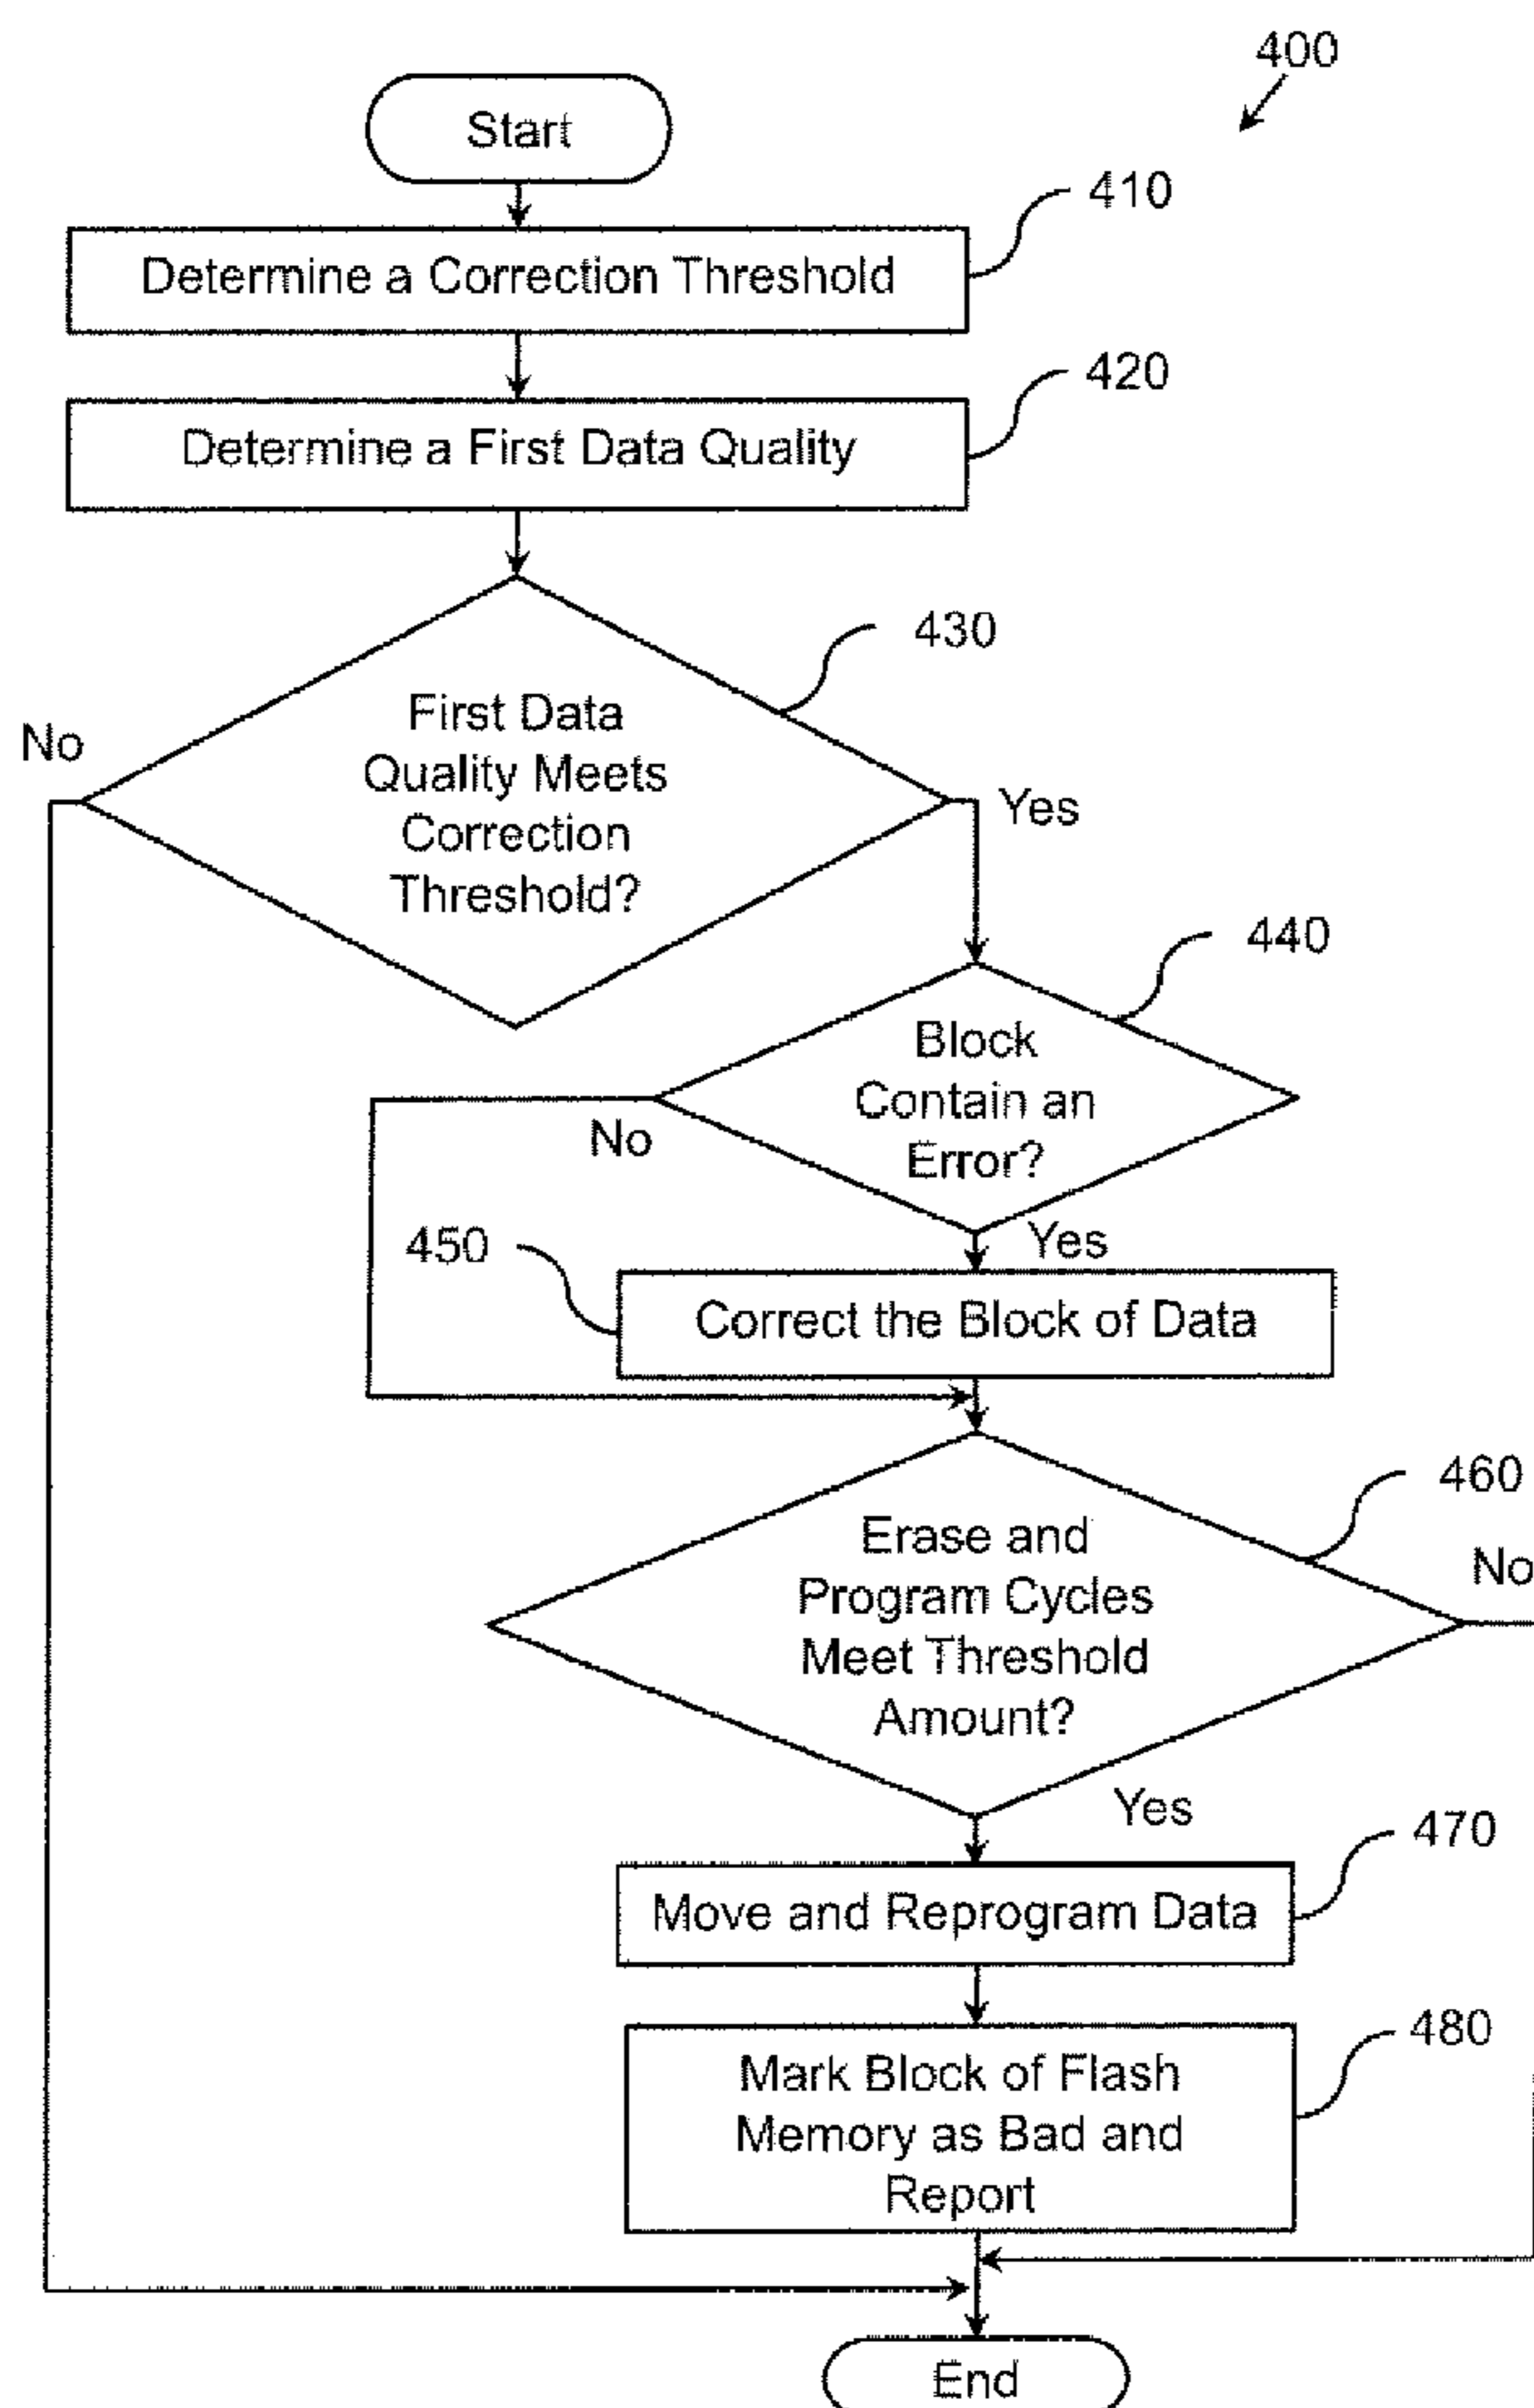 400
Start
410
Determine a Correction Threshold
420
Determine a First Data Quality
430
First Data
Quality Meets
Correction
Threshold?
No
Yes
440
Block
Contain an
Error?
No
Yes
450
Correct the Block of Data
460
Erase and
Program Cycles
Meet Threshold
Amount?
No
Yes
470
Move and Reprogram Data
480
Mark Block of Flash
Memory as Bad and
Report
End